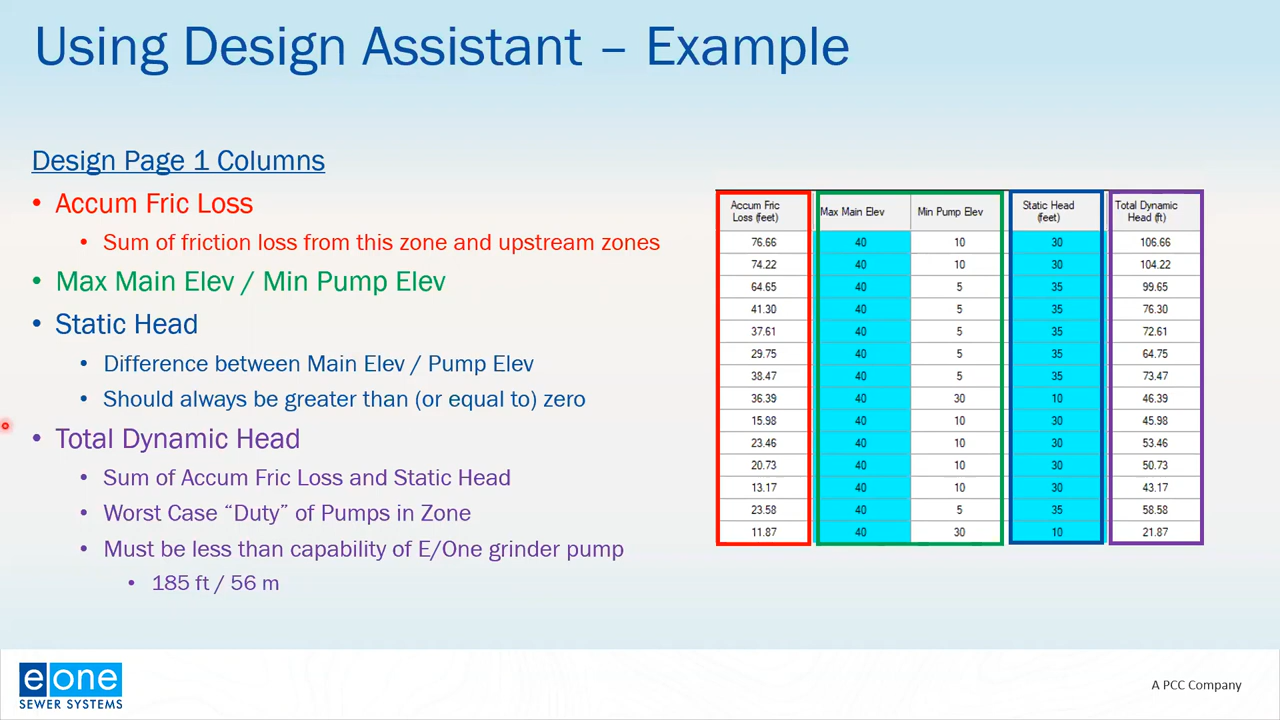 Using Design Assistant – Example
Design Page 1 Columns
• Accum Fric Loss
• Sum of friction loss from this zone and upstream zones
• Max Main Elev / Min Pump Elev
• Static Head
• Difference between Main Elev / Pump Elev
• Should always be greater than (or equal to) zero
• Total Dynamic Head
• Sum of Accum Fric Loss and Static Head
• Worst Case “Duty” of Pumps in Zone
• Must be less than capability of E/One grinder pump
• 185 ft / 56 m
Accum Fric Loss (feet) Max Main Elev Min Pump Elev Static Head (feet) Total Dynamic Head (ft)
76.66 40 10 30 106.66
74.22 40 10 30 104.22
64.65 40 5 35 99.65
41.30 40 5 35 76.30
37.61 40 5 35 72.61
29.75 40 5 35 64.75
38.47 40 5 35 73.47
36.39 40 30 10 46.39
15.98 40 10 30 45.98
23.46 40 10 30 53.46
20.73 40 10 30 50.73
13.17 40 10 30 43.17
23.58 40 5 35 58.58
11.87 40 30 10 21.87
eone
SEWER SYSTEMS
A PCC Company